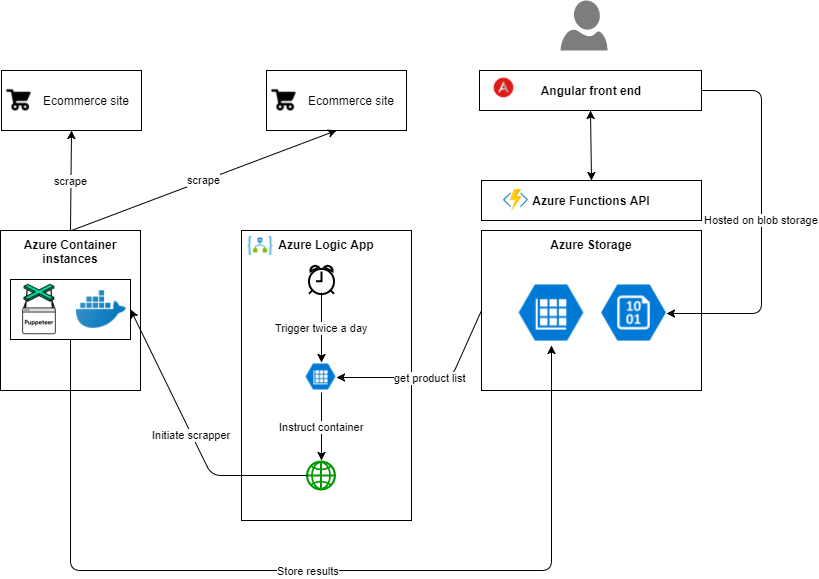 Ecommerce site
Ecommerce site
A
Angular front end
scrape
scrape
Azure Functions API
Hosted on blob storage
Azure Container
instances
Puppeteer
Azure Logic App
Azure Storage
10
01
Trigger twice a day
get product list
Instruct container
Initiate scrapper
Store results